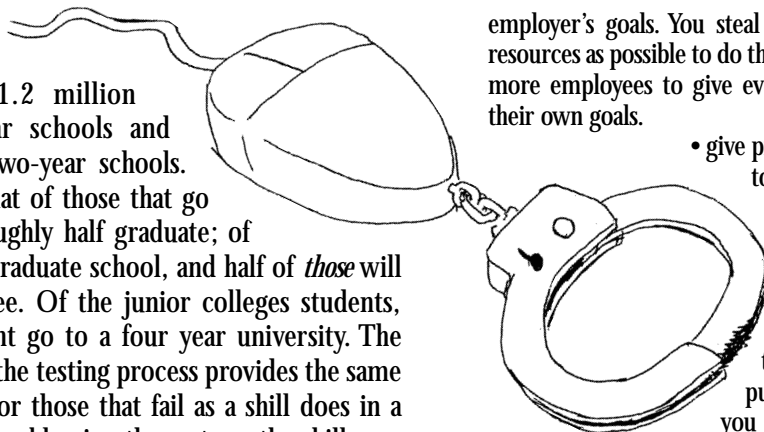 1.2 million
ar schools and
two-year schools.
at of those that go
ughly half graduate; of
raduate school, and half of those will
ee. Of the junior colleges students,
nt go to a four year university. The
the testing process provides the same
or those that fail as a shill does in a
employer's goals. You steal
resources as possible to do th
more employees to give ev
their own goals.
• give p
to
t
pu
you